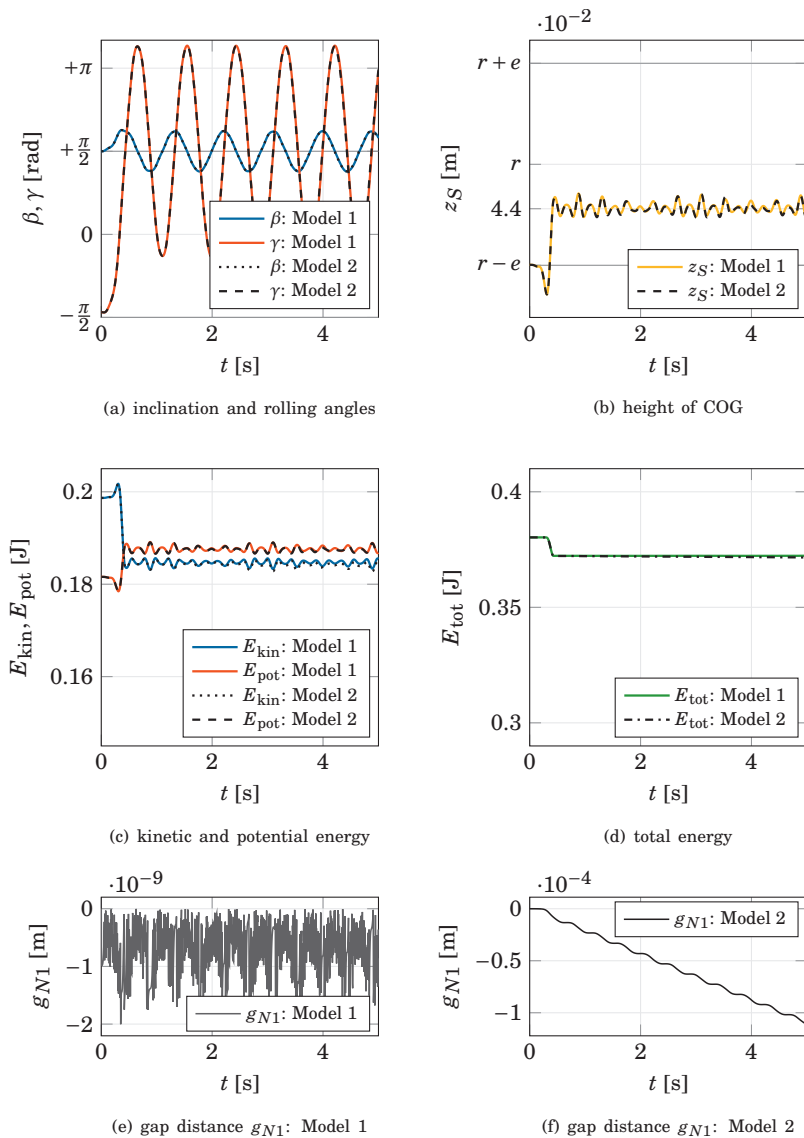 ·10⁻²
+π
+π/2
0
−π/2
β, γ [rad]
β: Model 1
γ: Model 1
β: Model 2
γ: Model 2
0 2 4
t [s]
(a) inclination and rolling angles
r + e
r
4.4
r − e
z_S [m]
z_S: Model 1
z_S: Model 2
0 2 4
t [s]
(b) height of COG
0.2
0.18
0.16
E_kin, E_pot [J]
E_kin: Model 1
E_pot: Model 1
E_kin: Model 2
E_pot: Model 2
0 2 4
t [s]
(c) kinetic and potential energy
0.4
0.35
0.3
E_tot [J]
E_tot: Model 1
E_tot: Model 2
0 2 4
t [s]
(d) total energy
·10⁻⁹
0
−1
−2
g_N1 [m]
g_N1: Model 1
0 2 4
t [s]
(e) gap distance g_N1: Model 1
·10⁻⁴
0
−0.5
−1
g_N1 [m]
g_N1: Model 2
0 2 4
t [s]
(f) gap distance g_N1: Model 2